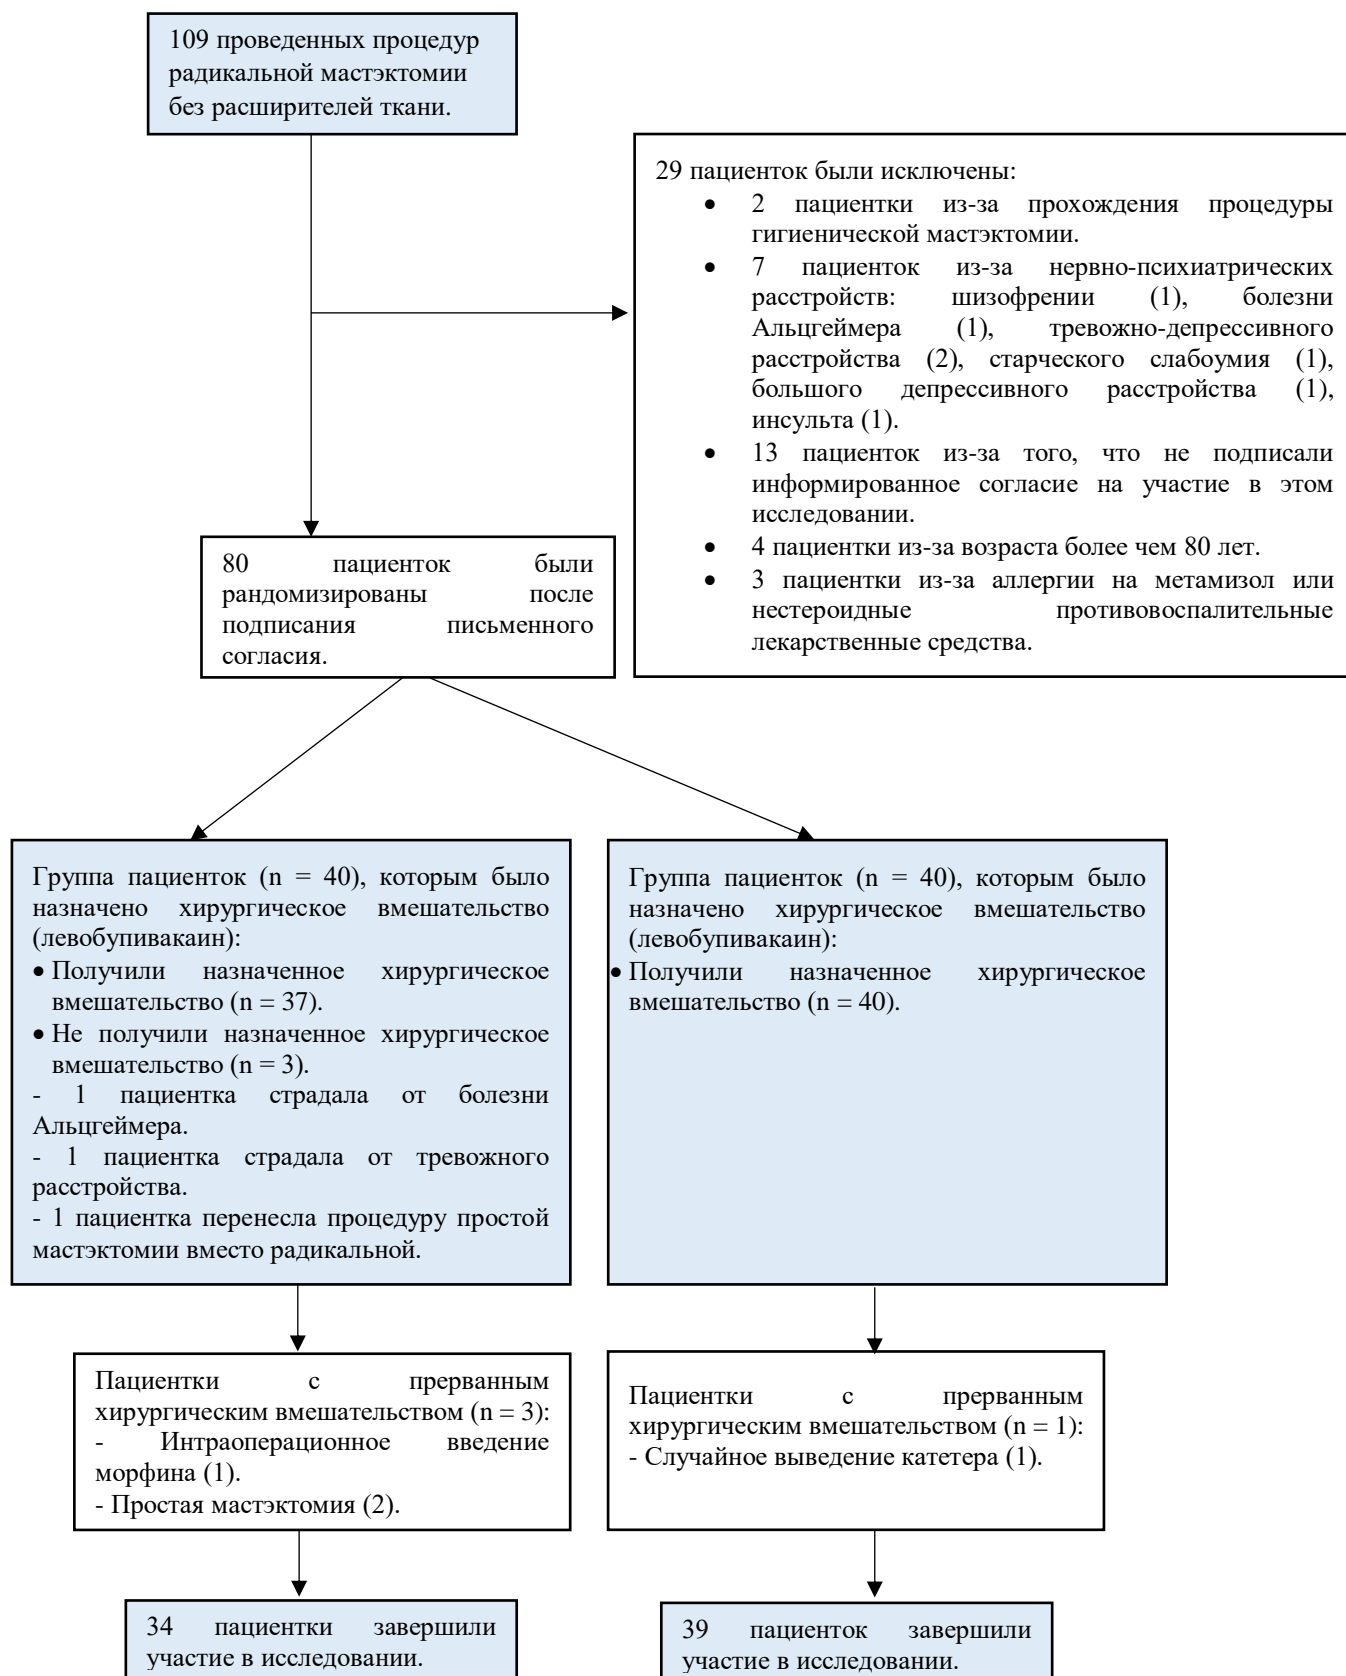 109 проведенных процедур
радикальной мастэктомии
без расширителей ткани.
29 пациенток были исключены:
• 2 пациентки из-за прохождения процедуры
гигиенической мастэктомии.
• 7 пациенток из-за нервно-психиатрических
расстройств: шизофрении (1), болезни
Альцгеймера (1), тревожно-депрессивного
расстройства (2), старческого слабоумия (1),
большого депрессивного расстройства (1),
инсульта (1).
• 13 пациенток из-за того, что не подписали
информированное согласие на участие в этом
исследовании.
• 4 пациентки из-за возраста более чем 80 лет.
• 3 пациентки из-за аллергии на метамизол или
нестероидные противовоспалительные
лекарственные средства.
80 пациенток были
рандомизированы после
подписания письменного
согласия.
Группа пациенток (n = 40), которым было
назначено хирургическое вмешательство
(левобупивакаин):
• Получили назначенное хирургическое
вмешательство (n = 37).
• Не получили назначенное хирургическое
вмешательство (n = 3).
- 1 пациентка страдала от болезни
Альцгеймера.
- 1 пациентка страдала от тревожного
расстройства.
- 1 пациентка перенесла процедуру простой
мастэктомии вместо радикальной.
Группа пациенток (n = 40), которым было
назначено хирургическое вмешательство
(левобупивакаин):
• Получили назначенное хирургическое
вмешательство (n = 40).
Пациентки с прерванным
хирургическим вмешательством (n = 3):
- Интраоперационное введение
морфина (1).
- Простая мастэктомия (2).
Пациентки с прерванным
хирургическим вмешательством (n = 1):
- Случайное выведение катетера (1).
34 пациентки завершили
участие в исследовании.
39 пациенток завершили
участие в исследовании.